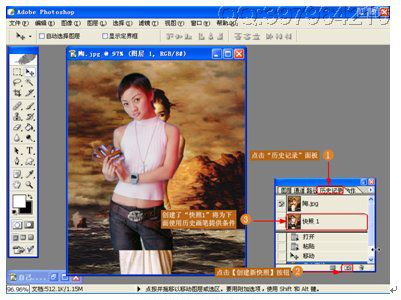 Adobe Photoshop
文件(F) 编辑(E) 图像(I) 图层(L) 选择(S) 滤镜(T) 视图(V) 窗口(W) 帮助(H)
自动选择图层
显示定界框
陶.jpg @ 97% (图层 1, RGB/8#)
点击“历史记录”面板
1
图层 通道 路径 历史记录 动作
陶.jpg
快照 1
创建了“快照1”将为下
面使用历史画笔提供条件
3
打开
粘贴
移动
点击【创建新快照】按钮
2
自己...
96.96%
文档:512.1K/1.15M
点按并拖移以移动图层或选区。要用附加选项，使用 Shift 和 Alt 键。